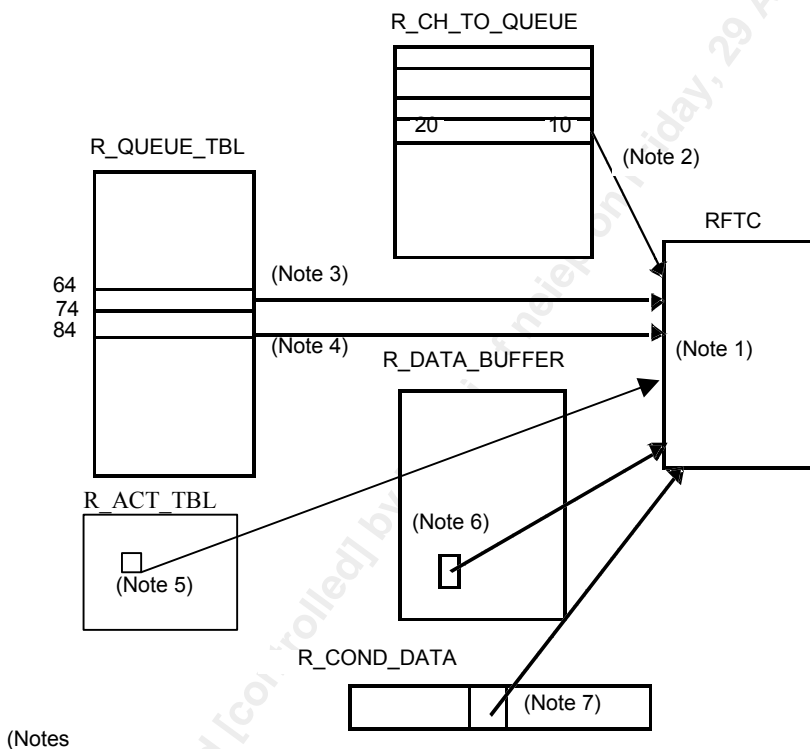 R_CH_TO_QUEUE
20 10
(Note 2)
R_QUEUE_TBL
RFTC
64
74
84
(Note 3)
(Note 4)
(Note 1)
R_DATA_BUFFER
R_ACT_TBL
(Note 5)
(Note 6)
R_COND_DATA
(Note 7)
(Notes